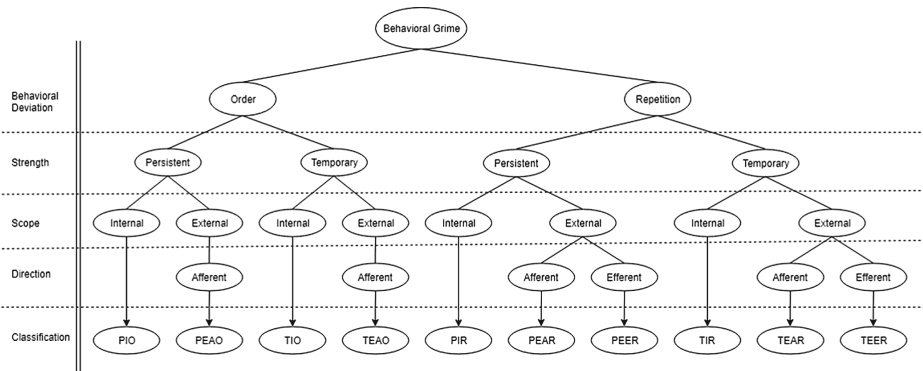 Behavioral Grime
Behavioral
Deviation
Order
Repetition
Strength
Persistent
Temporary
Persistent
Temporary
Scope
Internal
External
Internal
External
Internal
External
Internal
External
Direction
Afferent
Afferent
Afferent
Efferent
Afferent
Efferent
Classification
PIO
PEAO
TIO
TEAO
PIR
PEAR
PEER
TIR
TEAR
TEER